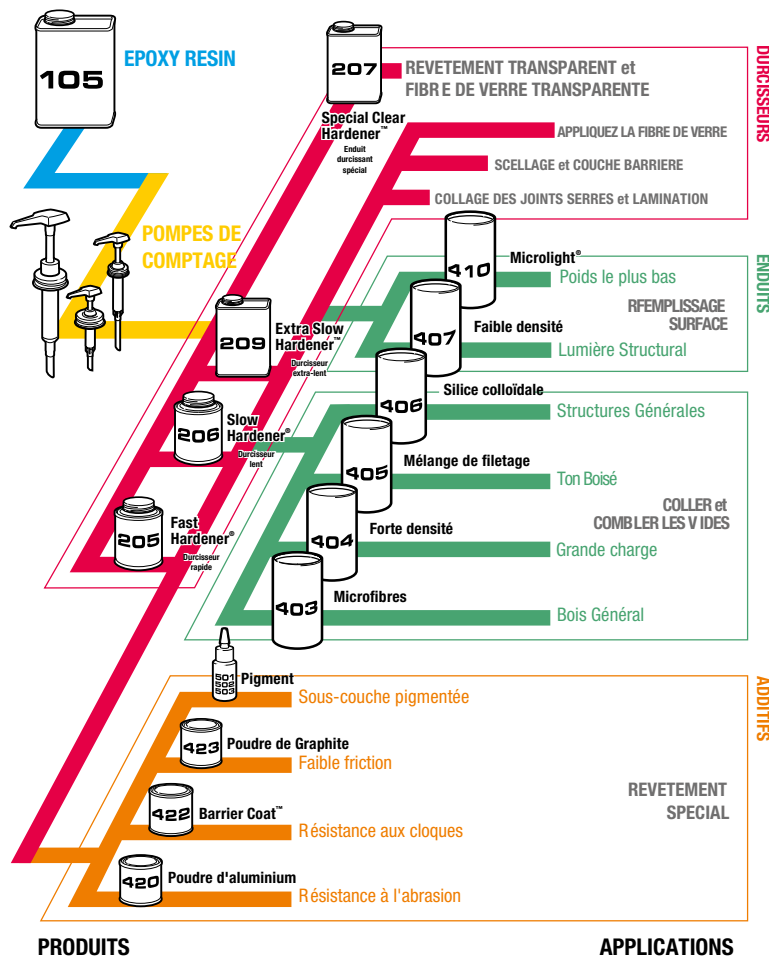 105
EPOXY RESIN
207
REVETEMENT TRANSPARENT et
FIBRE DE VERRE TRANSPARENTE
DURCISSEURS
Special Clear
Hardener™
Enduit
durcissant
spécial
APPLIQUEZ LA FIBRE DE VERRE
SCELLAGE et COUCHE BARRIERE
COLLAGE DES JOINTS SERRES et LAMINATION
POMPES DE
COMPTAGE
410
Microlight®
Poids le plus bas
ENDUITS
RFEMPLISSAGE
SURFACE
407
Faible densité
Lumière Structural
209
Extra Slow
Hardener™
Durcisseur
extra-lent
406
Silice colloïdale
Structures Générales
206
Slow
Hardener®
Durcisseur
lent
405
Mélange de filetage
Ton Boisé
COLLER et
COMBLER LES V IDES
205
Fast
Hardener®
Durcisseur
rapide
404
Forte densité
Grande charge
403
Microfibres
Bois Général
501
502
503
Pigment
Sous-couche pigmentée
ADDITIFS
423
Poudre de Graphite
Faible friction
REVETEMENT
SPECIAL
422
Barrier Coat™
Résistance aux cloques
420
Poudre d'aluminium
Résistance à l'abrasion
PRODUITS
APPLICATIONS